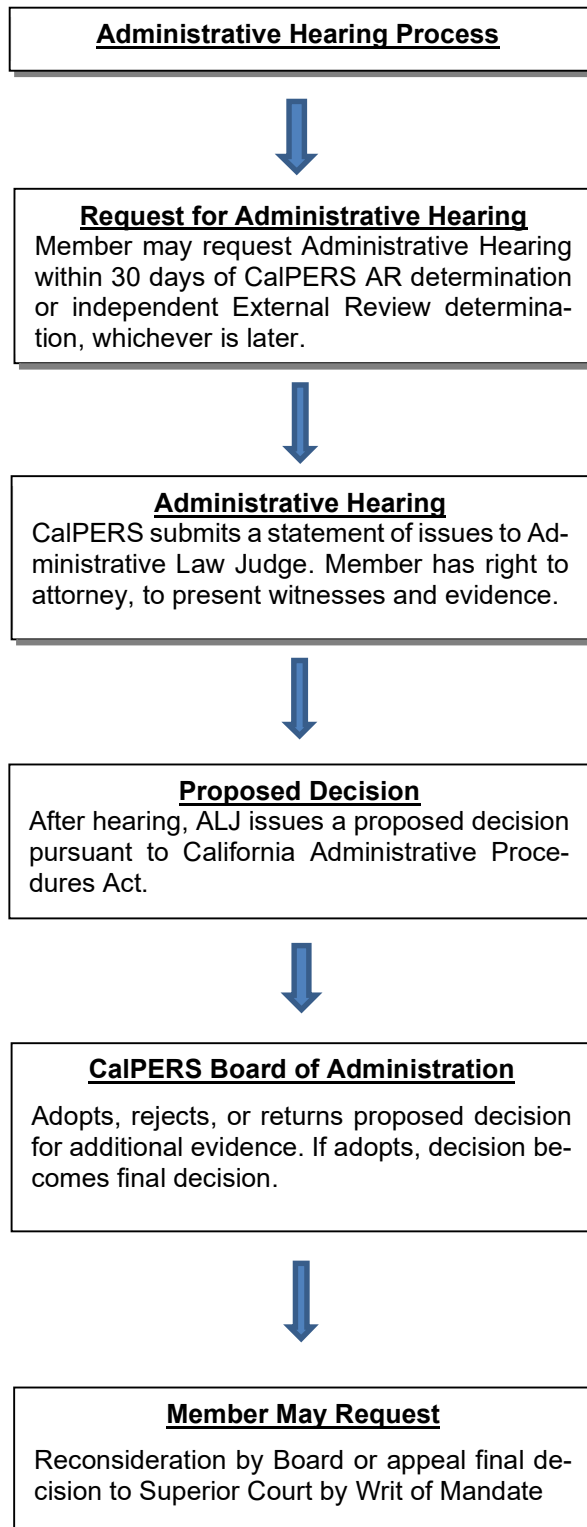 Administrative Hearing Process
Request for Administrative Hearing
Member may request Administrative Hearing
within 30 days of CalPERS AR determination
or independent External Review determina-
tion, whichever is later.
Administrative Hearing
CalPERS submits a statement of issues to Ad-
ministrative Law Judge. Member has right to
attorney, to present witnesses and evidence.
Proposed Decision
After hearing, ALJ issues a proposed decision
pursuant to California Administrative Proce-
dures Act.
CalPERS Board of Administration
Adopts, rejects, or returns proposed decision
for additional evidence. If adopts, decision be-
comes final decision.
Member May Request
Reconsideration by Board or appeal final de-
cision to Superior Court by Writ of Mandate